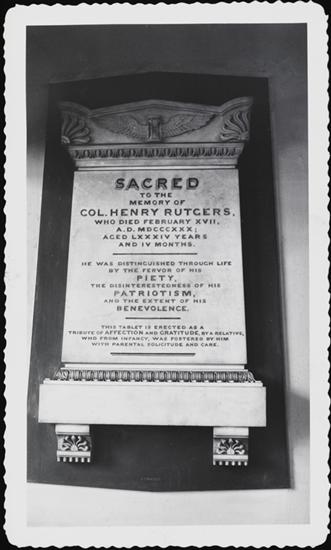 SACRED
TO THE
MEMORY OF
COL. HENRY RUTGERS,
WHO DIED FEBRUARY XVII,
A.D. MDCCCXXX;
AGED LXXXIV YEARS
AND IV MONTHS.
HE WAS DISTINGUISHED THROUGH LIFE
BY THE FERVOR OF HIS
PIETY,
THE DISINTERESTEDNESS OF HIS
PATRIOTISM,
AND THE EXTENT OF HIS
BENEVOLENCE.
THIS TABLET IS ERECTED AS A
TRIBUTE OF AFFECTION AND GRATITUDE, BY A RELATIVE,
WHO FROM INFANCY, WAS FOSTERED BY HIM
WITH PARENTAL SOLICITUDE AND CARE.